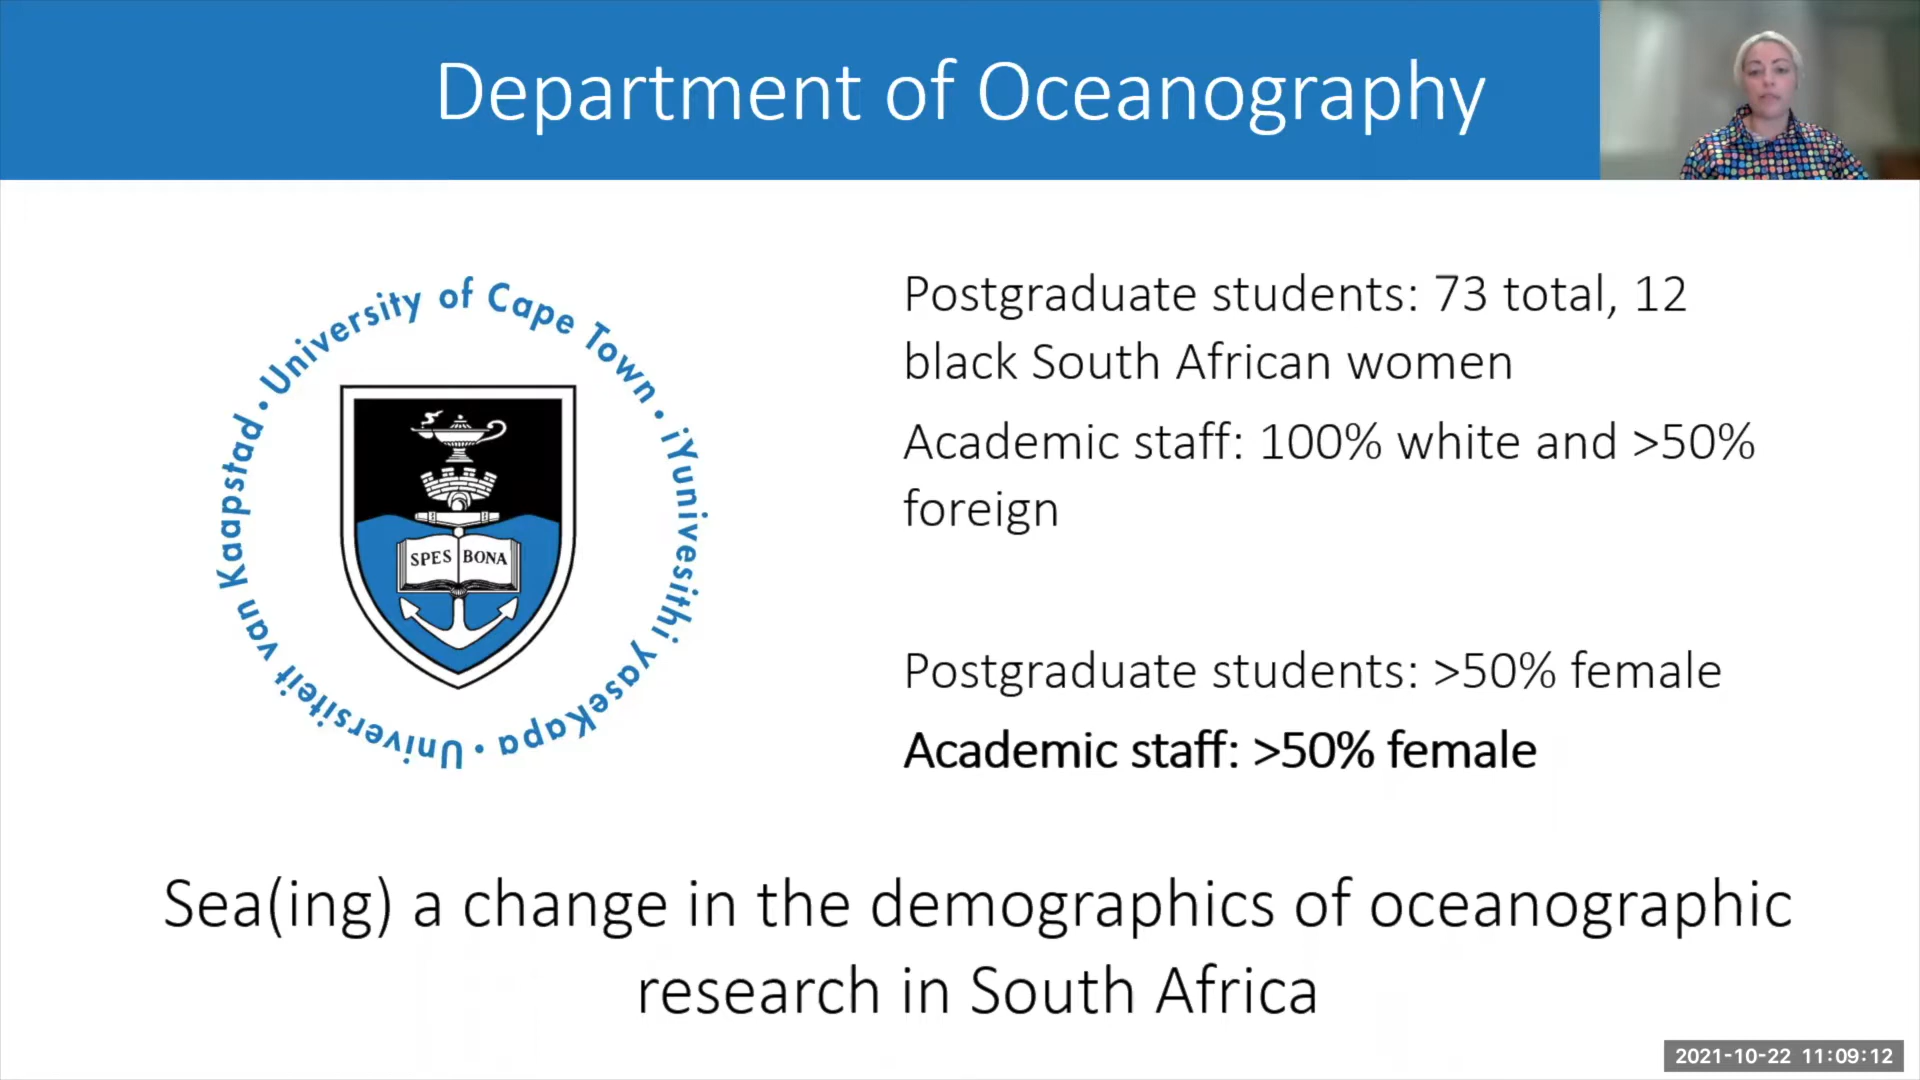 Department of Oceanography
University of Cape Town · iYunivesithi yaseKapa · Universiteit van Kaapstad ·
SPES BONA
Postgraduate students: 73 total, 12
black South African women
Academic staff: 100% white and >50%
foreign
Postgraduate students: >50% female
Academic staff: >50% female
Sea(ing) a change in the demographics of oceanographic
research in South Africa
2021-10-22 11:09:12